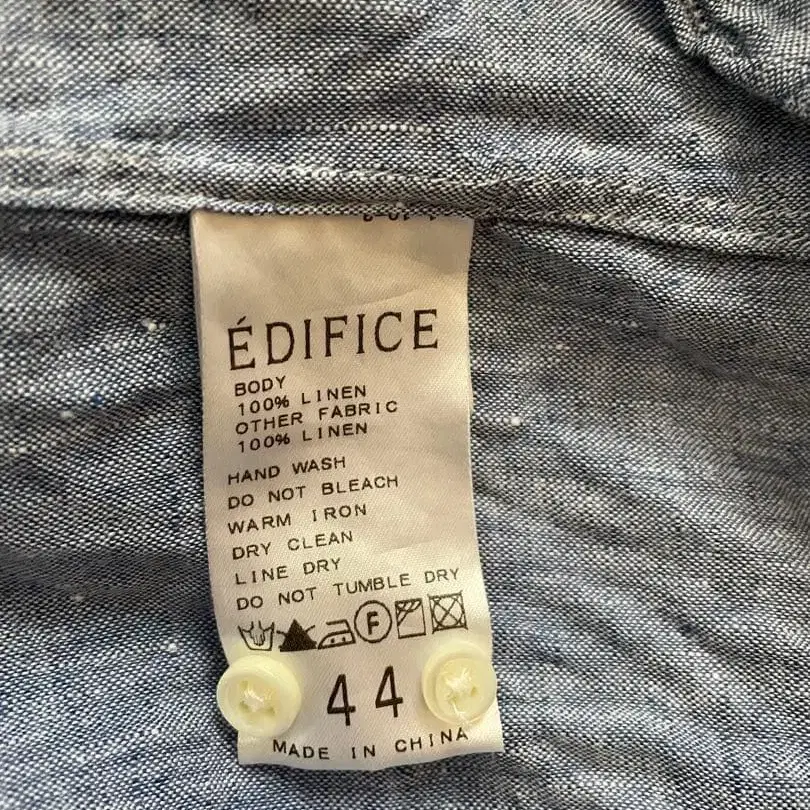 ÉDIFICE
BODY
100% LINEN
OTHER FABRIC
100% LINEN
HAND WASH
DO NOT BLEACH
WARM IRON
DRY CLEAN
LINE DRY
DO NOT TUMBLE DRY
F
44
MADE IN CHINA